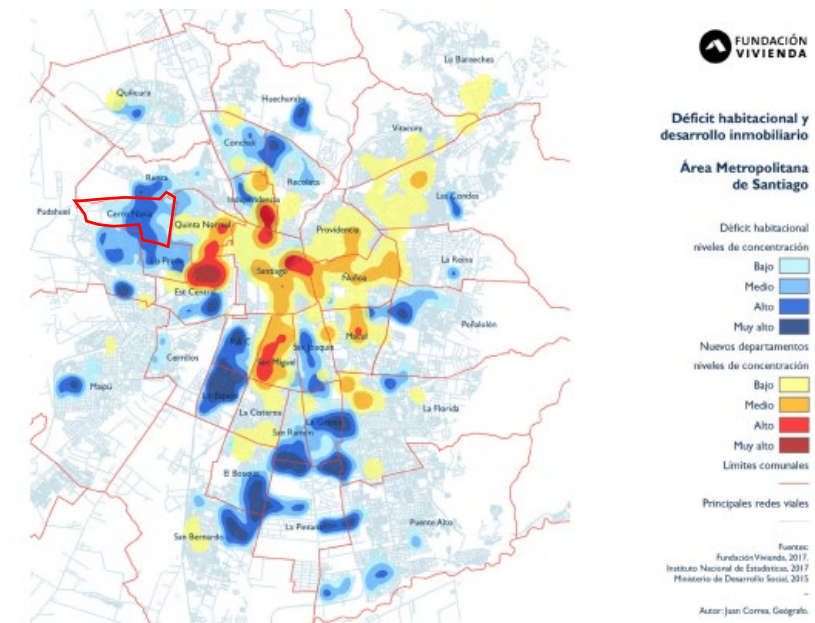 FUNDACIÓN
VIVIENDA
Déficit habitacional y
desarrollo inmobiliario
Área Metropolitana
de Santiago
Déficit habitacional
niveles de concentración
Bajo
Medio
Alto
Muy alto
Nuevos departamentos
niveles de concentración
Bajo
Medio
Alto
Muy alto
Límites comunales
Principales redes viales
Fuentes:
Fundación Vivienda, 2017.
Instituto Nacional de Estadísticas, 2017
Ministerio de Desarrollo Social, 2015
Autor: Juan Correa, Geógrafo.
Lo Barnechea
Quilicura
Huechuraba
Vitacura
Conchalí
Renca
Recoleta
Las Condes
Independencia
Pudahuel
Cerro Navia
Quinta Normal
Providencia
Lo Prado
Santiago
La Reina
Ñuñoa
Est Central
Peñalolén
PAC
San Joaquín
Macul
Cerrillos
San Miguel
Maipú
Lo Espejo
La Cisterna
La Florida
La Granja
San Ramón
El Bosque
La Pintana
Puente Alto
San Bernardo